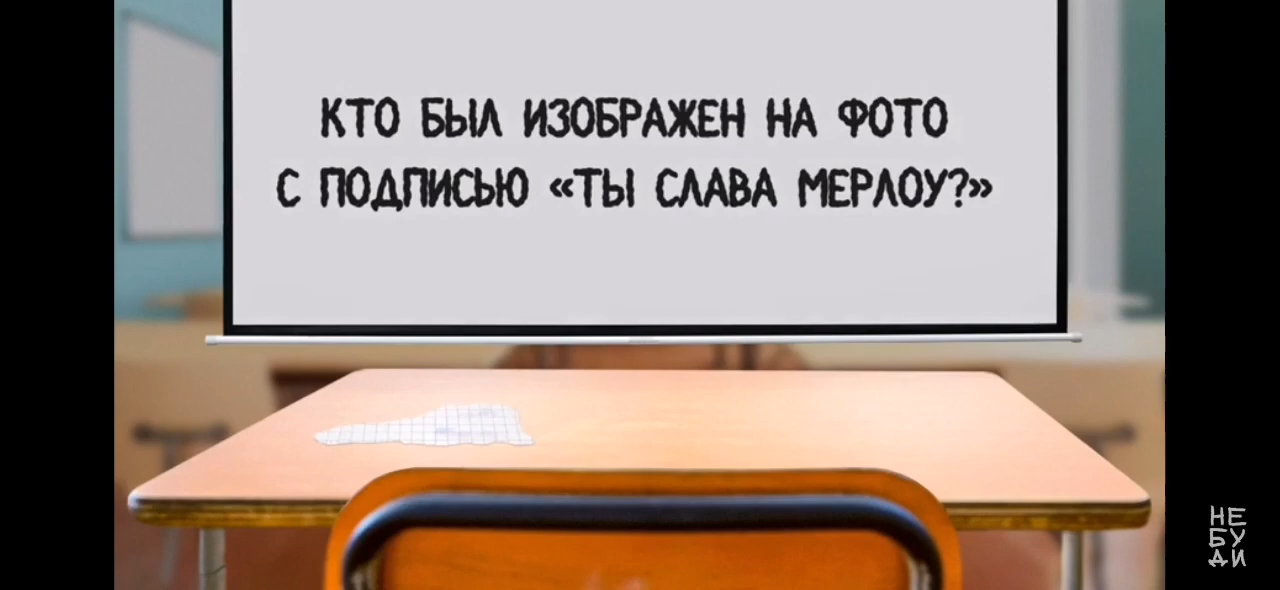 КТО БЫЛ ИЗОБРАЖЕН НА ФОТО
С ПОДПИСЬЮ «ТЫ СЛАВА МЕРЛОУ?»
НЕ
БУ
ДИ